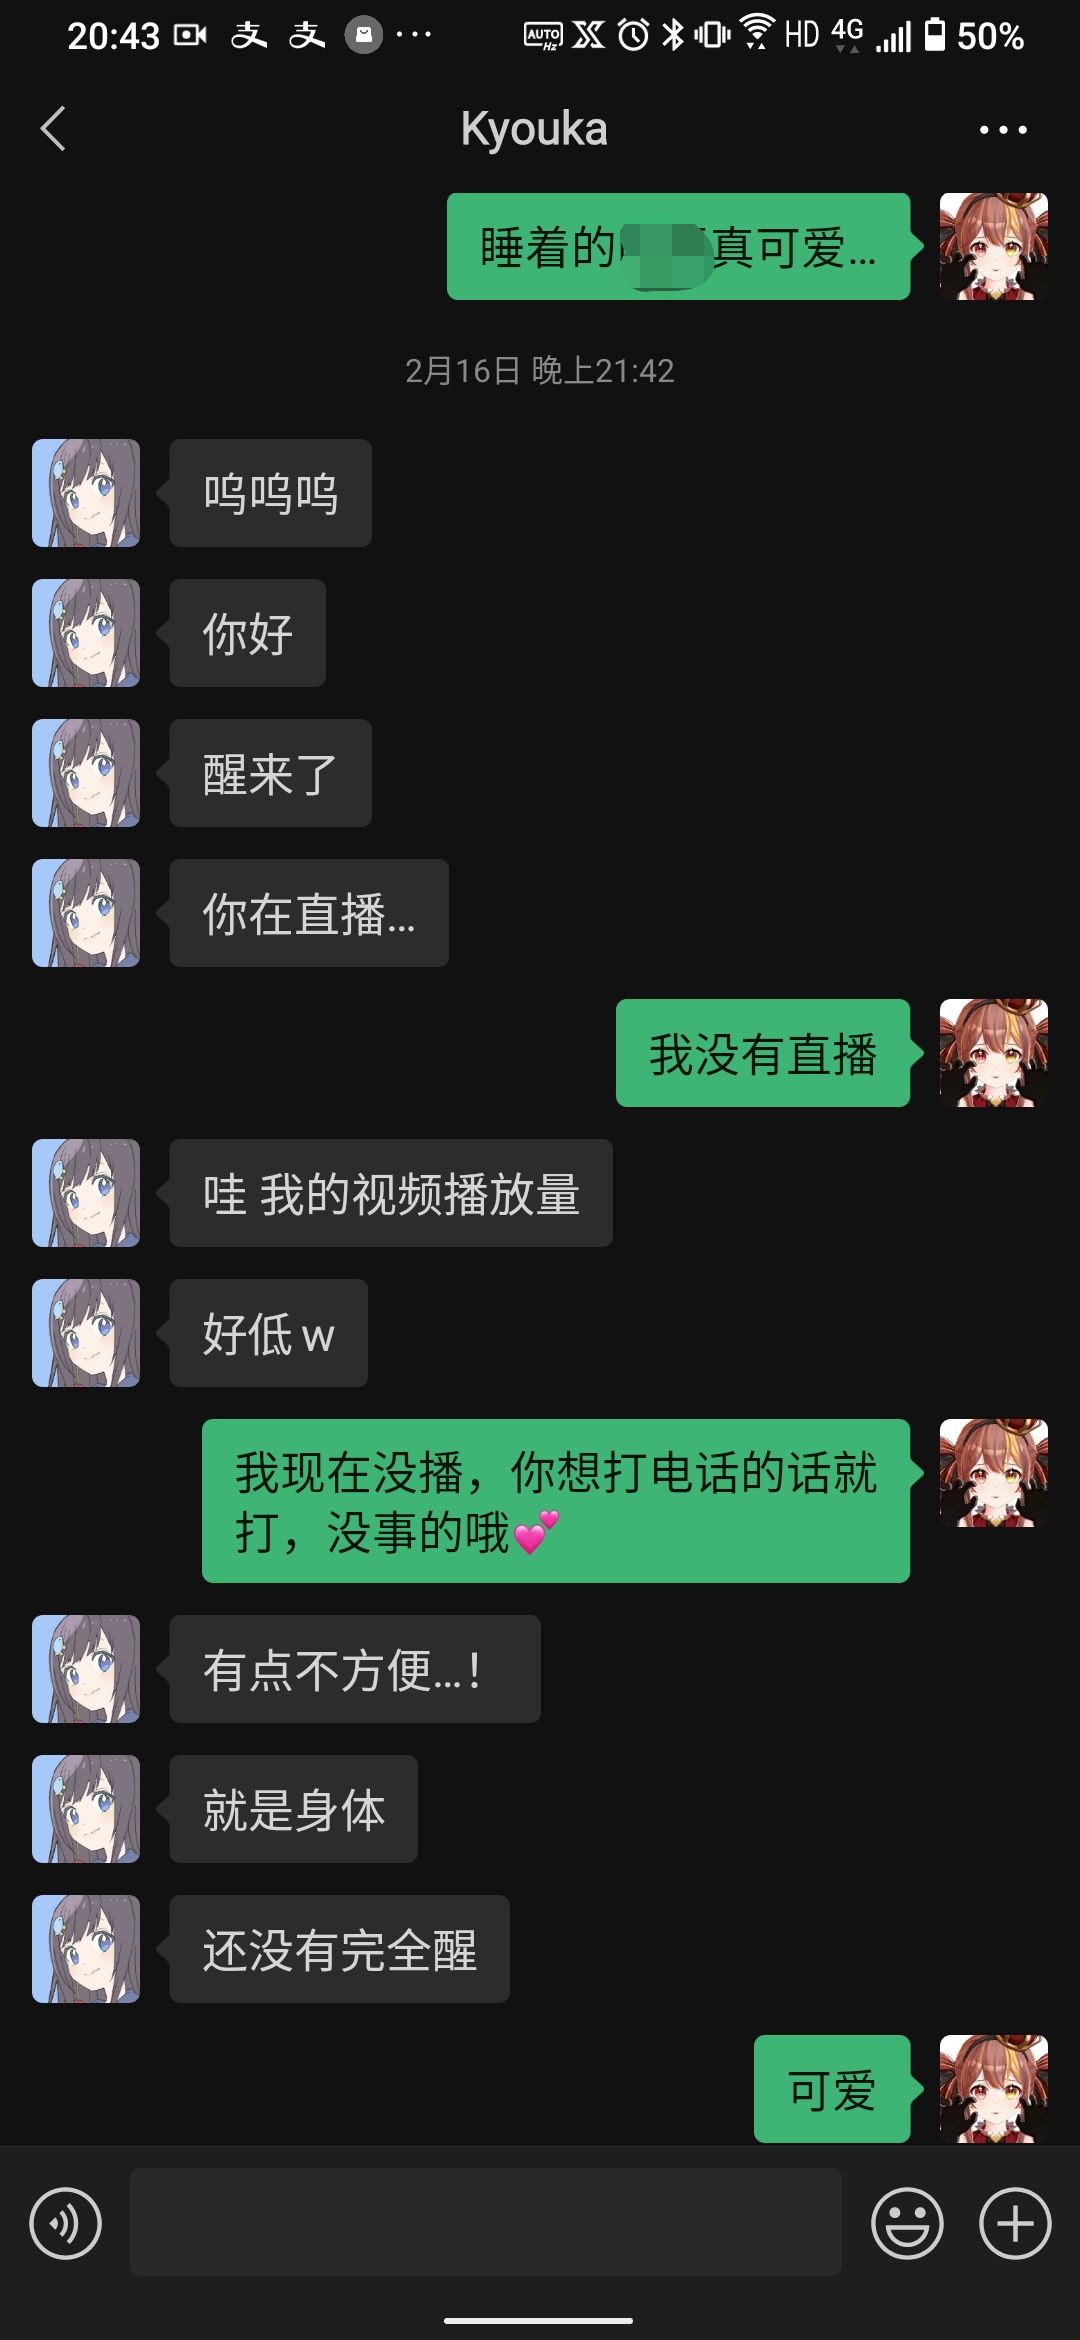 20:43
支 支
AUTO Hz HD 4G 50%
Kyouka
睡着的 真可爱...
2月16日 晚上21:42
呜呜呜
你好
醒来了
你在直播...
我没有直播
哇 我的视频播放量
好低 w
我现在没播，你想打电话的话就
打，没事的哦💕
有点不方便...！
就是身体
还没有完全醒
可爱